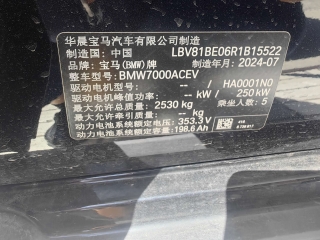 华晨宝马汽车有限公司制造
制造国：中国 LBV81BE06R1B15522
品牌：宝马(BMW)牌 制造年月：2024-07
整车型号：BMW7000ACEV
驱动电机型号： -- / HA0001N0
驱动电机峰值功率： -- / -- kW / 250 kW
最大允许总质量：2530 kg 乘坐人数：5
最大允许牵引质量： -- kg
动力电池系统额定电压：353.3 V
动力电池系统额定容量：198.6 Ah